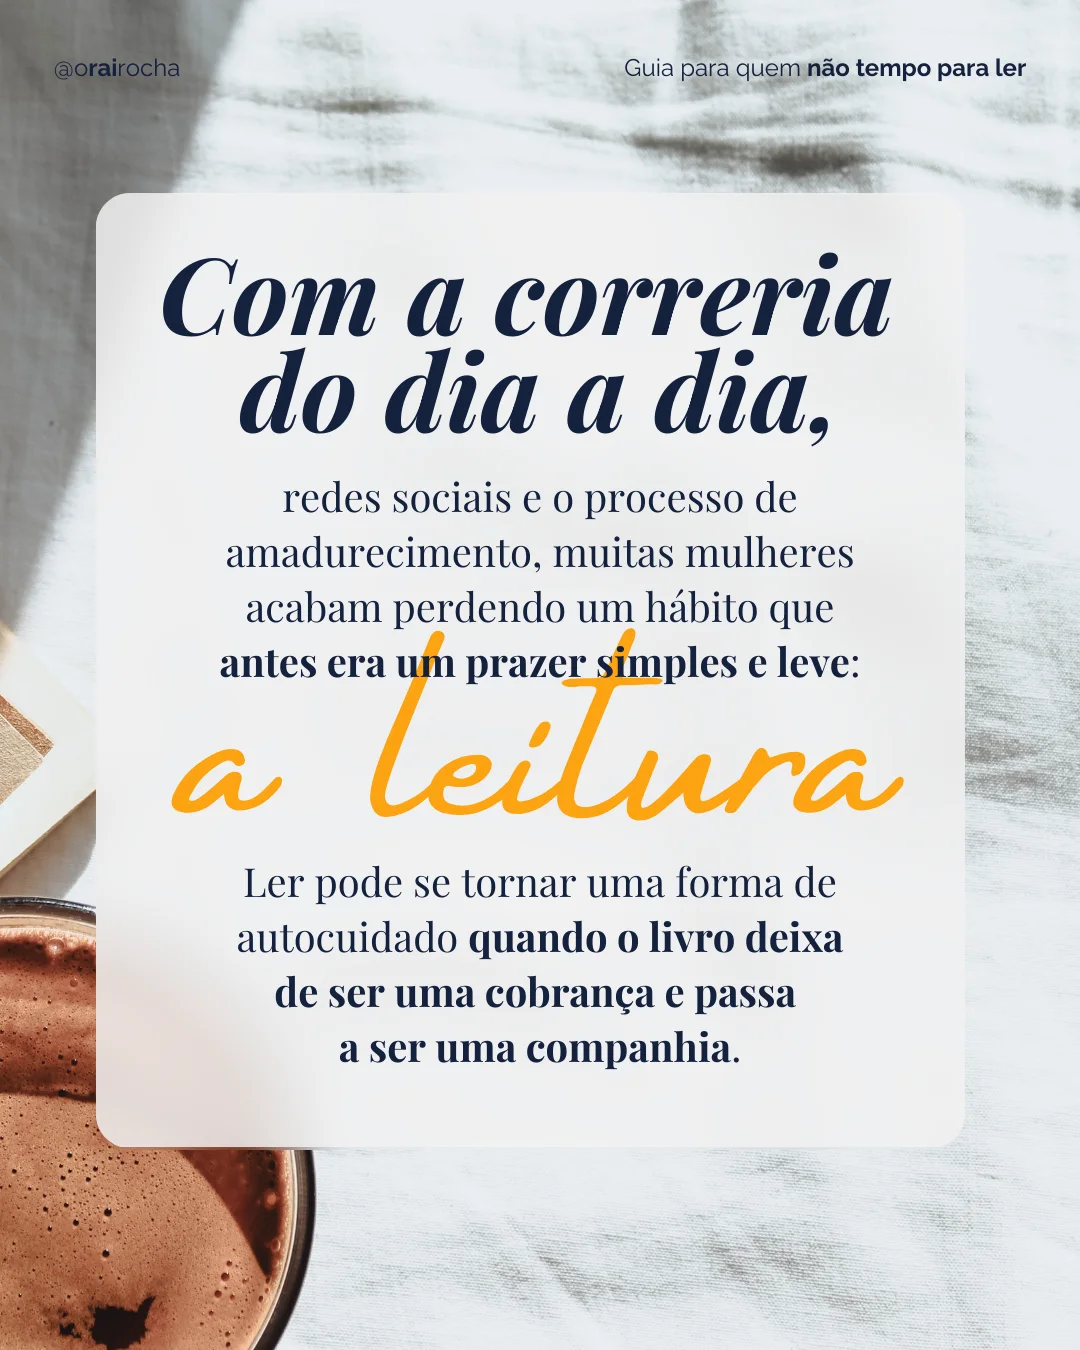 @orairocha
Guia para quem não tempo para ler
Com a correria
do dia a dia,
redes sociais e o processo de
amadurecimento, muitas mulheres
acabam perdendo um hábito que
antes era um prazer simples e leve:
a leitura
Ler pode se tornar uma forma de
autocuidado quando o livro deixa
de ser uma cobrança e passa
a ser uma companhia.